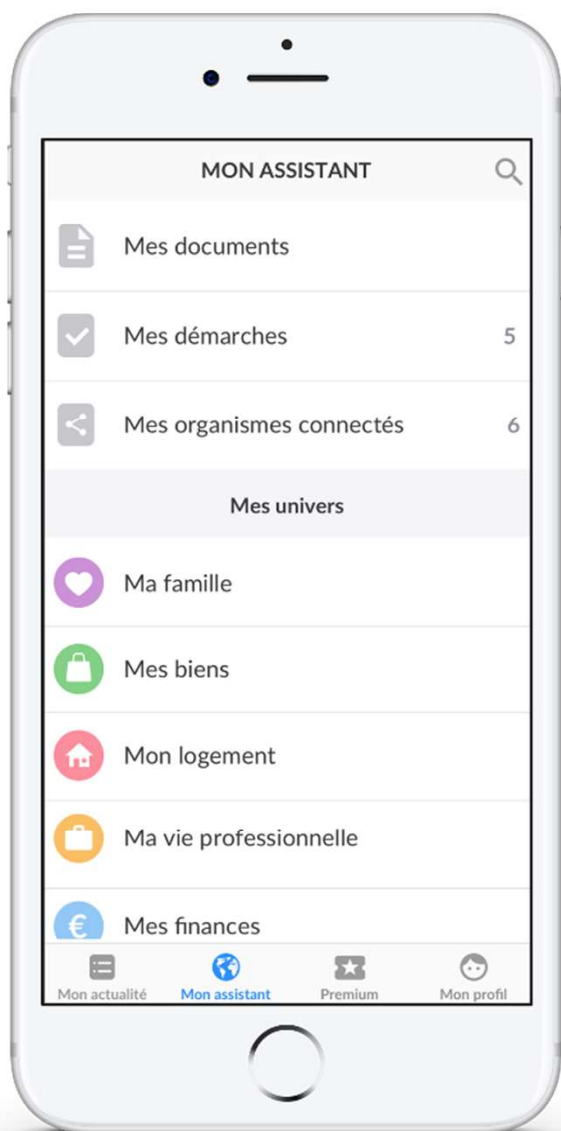 MON ASSISTANT
Mes documents
Mes démarches 5
Mes organismes connectés 6
Mes univers
Ma famille
Mes biens
Mon logement
Ma vie professionnelle
€ Mes finances
Mon actualité Mon assistant Premium Mon profil